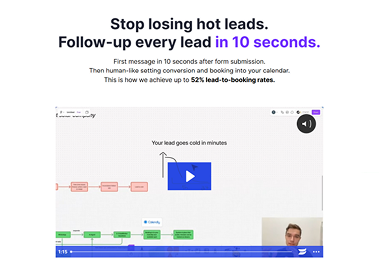 Stop losing hot leads.
Follow-up every lead in 10 seconds.
First message in 10 seconds after form submission.
Then human-like setting conversion and booking into your calendar.
This is how we achieve up to 52% lead-to-booking rates.
Your lead goes cold in minutes
Calendly
1:15